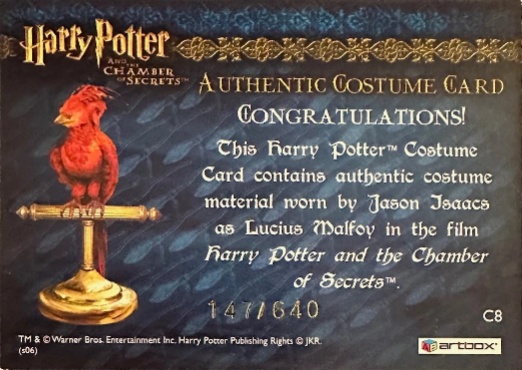 Harry Potter
AND THE
CHAMBER
OF SECRETS™
AUTHENTIC COSTUME CARD
CONGRATULATIONS!
This Harry Potter™ Costume
Card contains authentic costume
material worn by Jason Isaacs
as Lucius Malfoy in the film
Harry Potter and the Chamber
of Secrets™.
147/640
C8
TM & © Warner Bros. Entertainment Inc. Harry Potter Publishing Rights © JKR.
(s06)
artbox